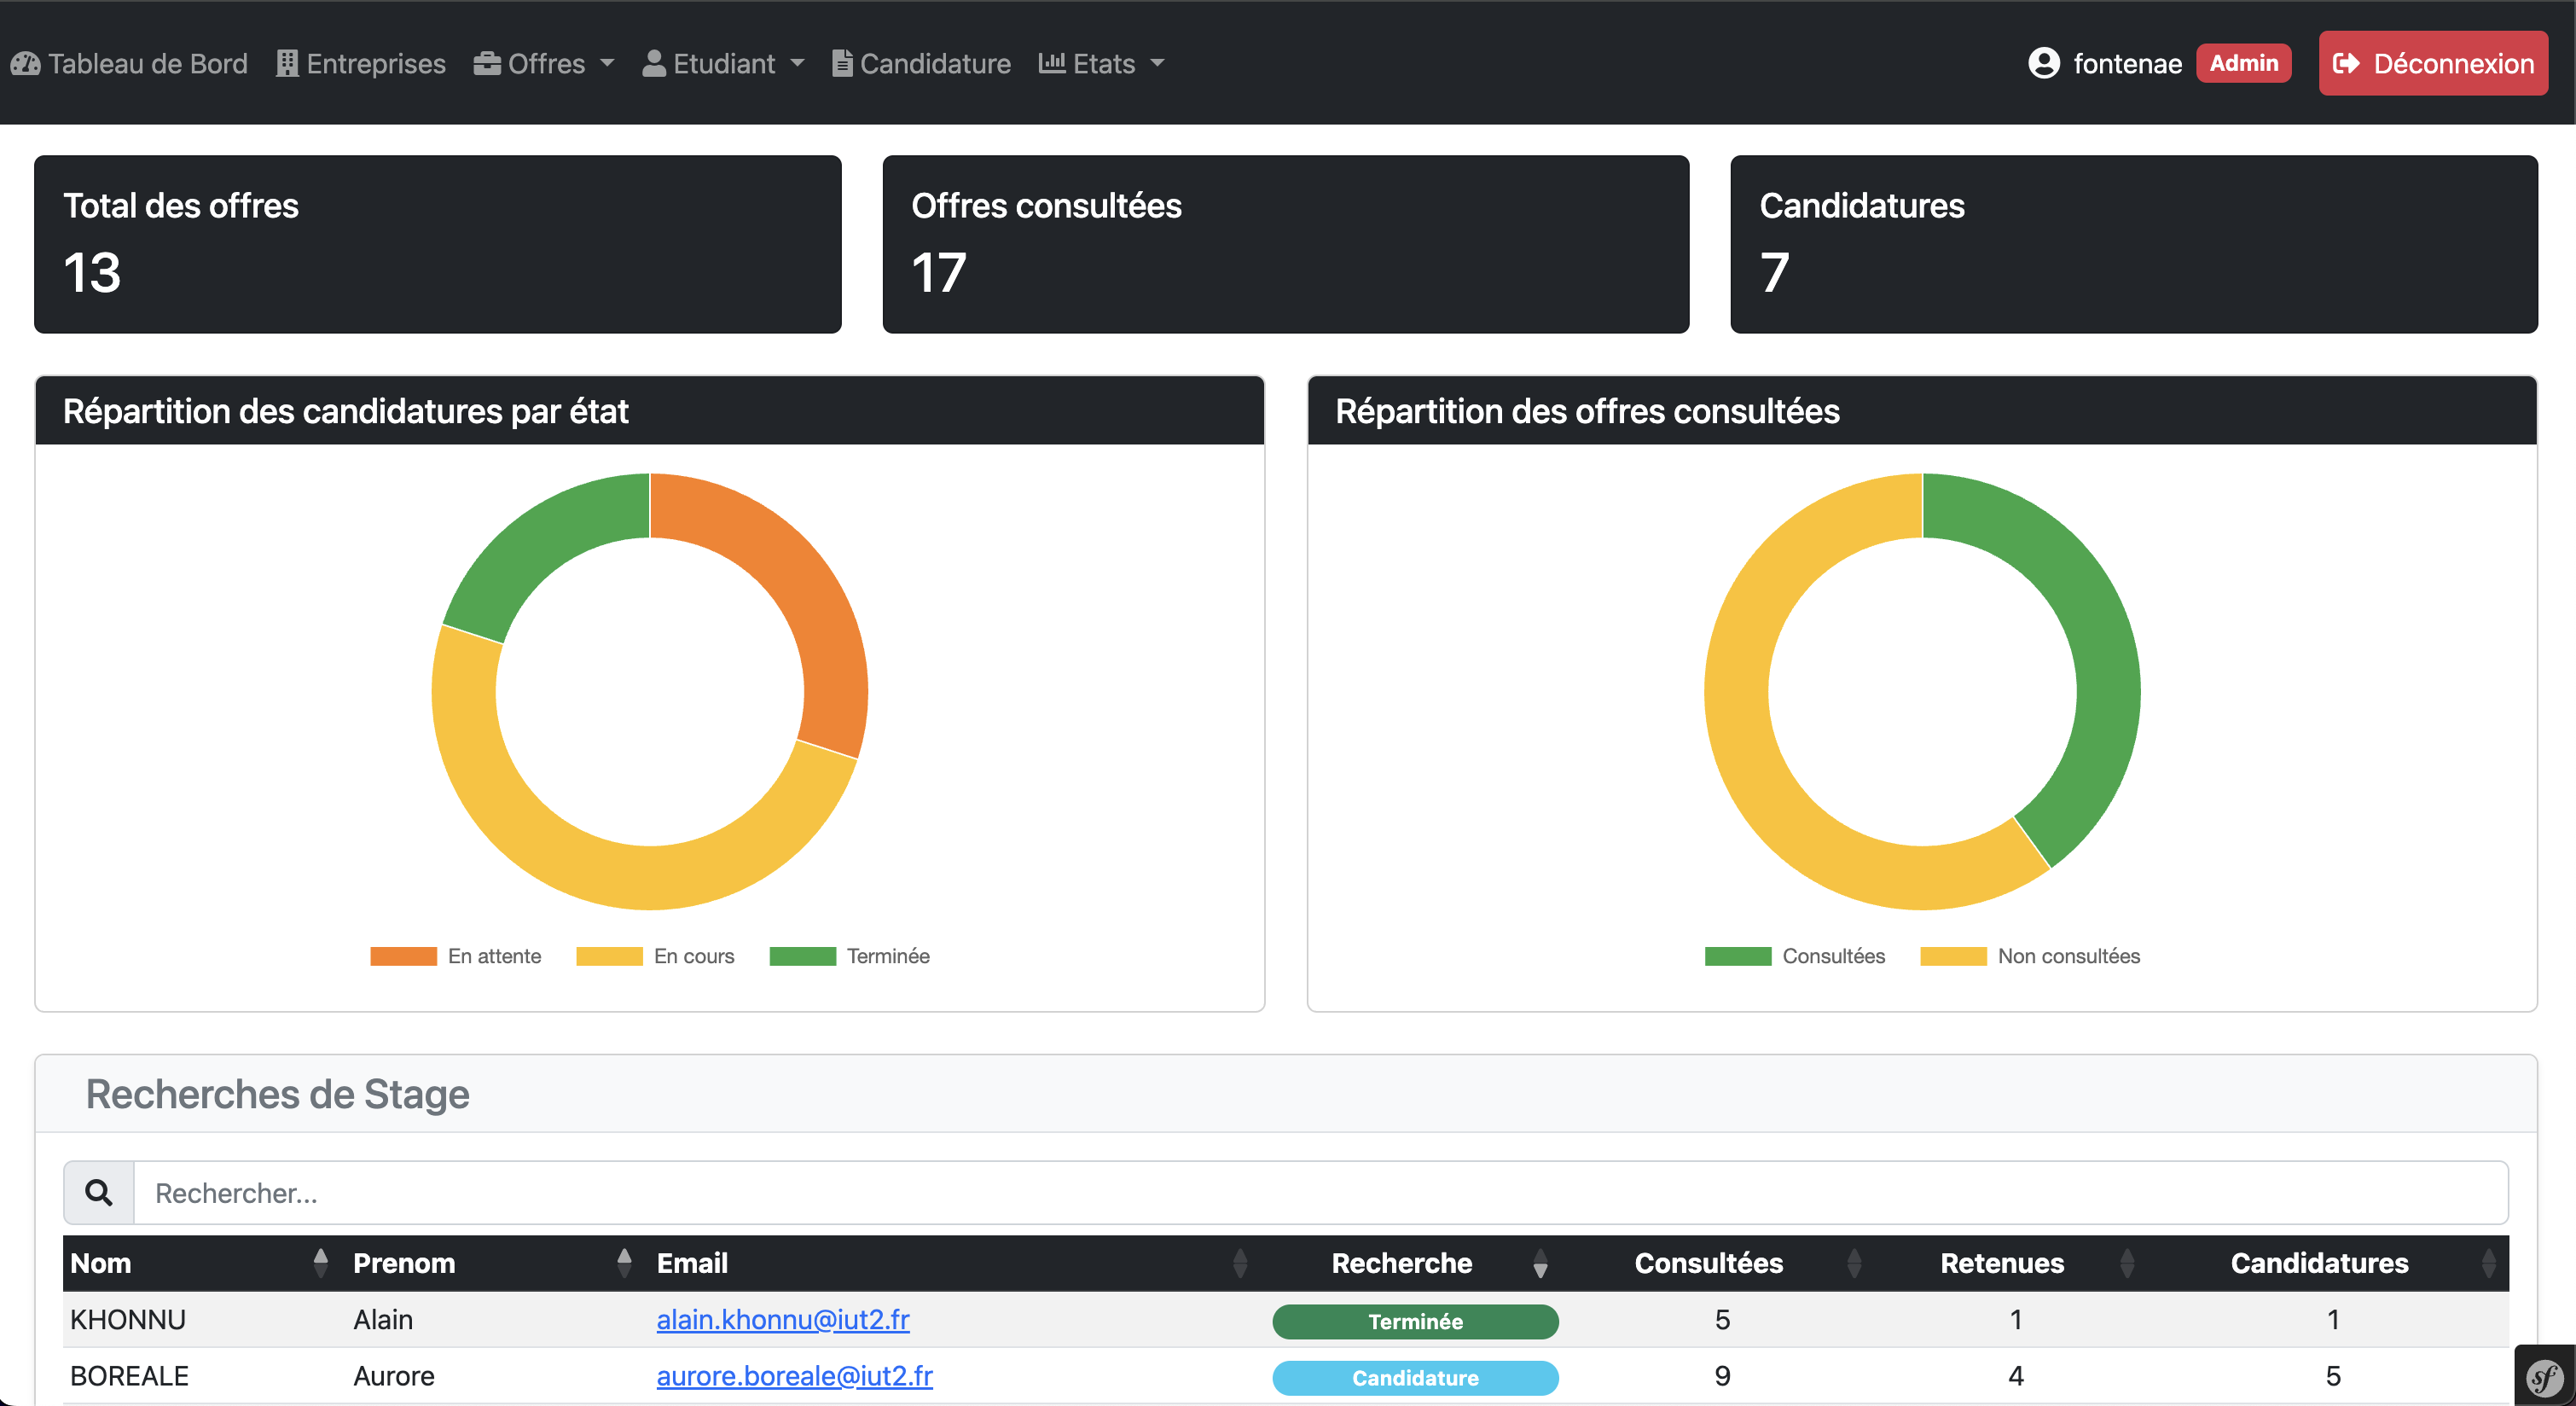 Tableau de Bord Entreprises Offres Etudiant Candidature Etats fontenae Admin Déconnexion
Total des offres
13
Offres consultées
17
Candidatures
7
Répartition des candidatures par état
En attente En cours Terminée
Répartition des offres consultées
Consultées Non consultées
Recherches de Stage
Rechercher...
Nom Prenom Email Recherche Consultées Retenues Candidatures
KHONNU Alain alain.khonnu@iut2.fr Terminée 5 1 1
BOREALE Aurore aurore.boreale@iut2.fr Candidature 9 4 5
sf